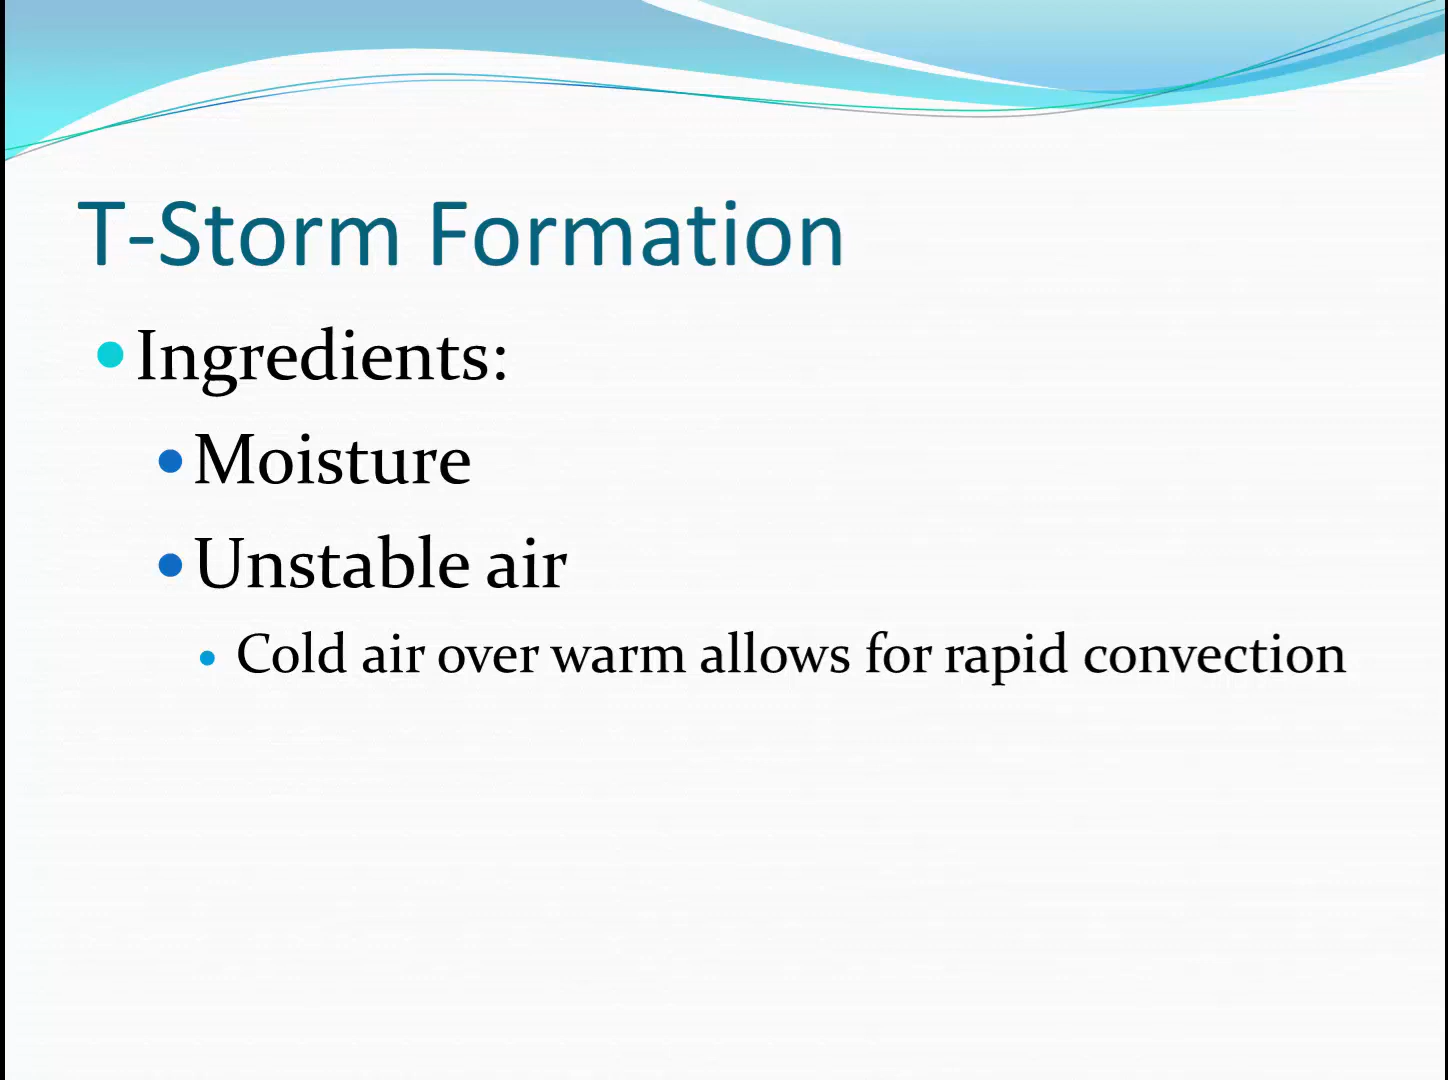 T-Storm Formation
Ingredients:
Moisture
Unstable air
Cold air over warm allows for rapid convection